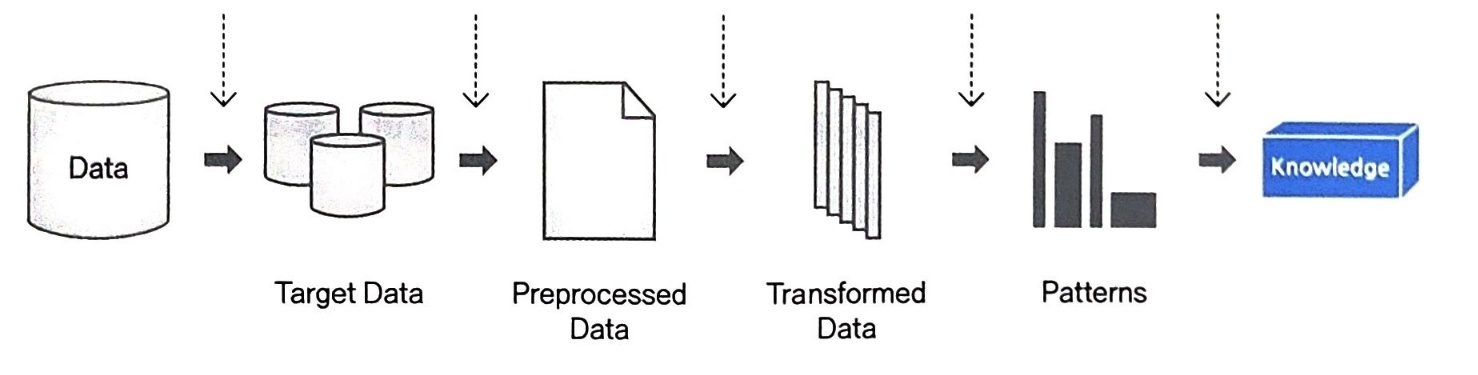 Data
Knowledge
Target Data
Preprocessed
Data
Transformed
Data
Patterns